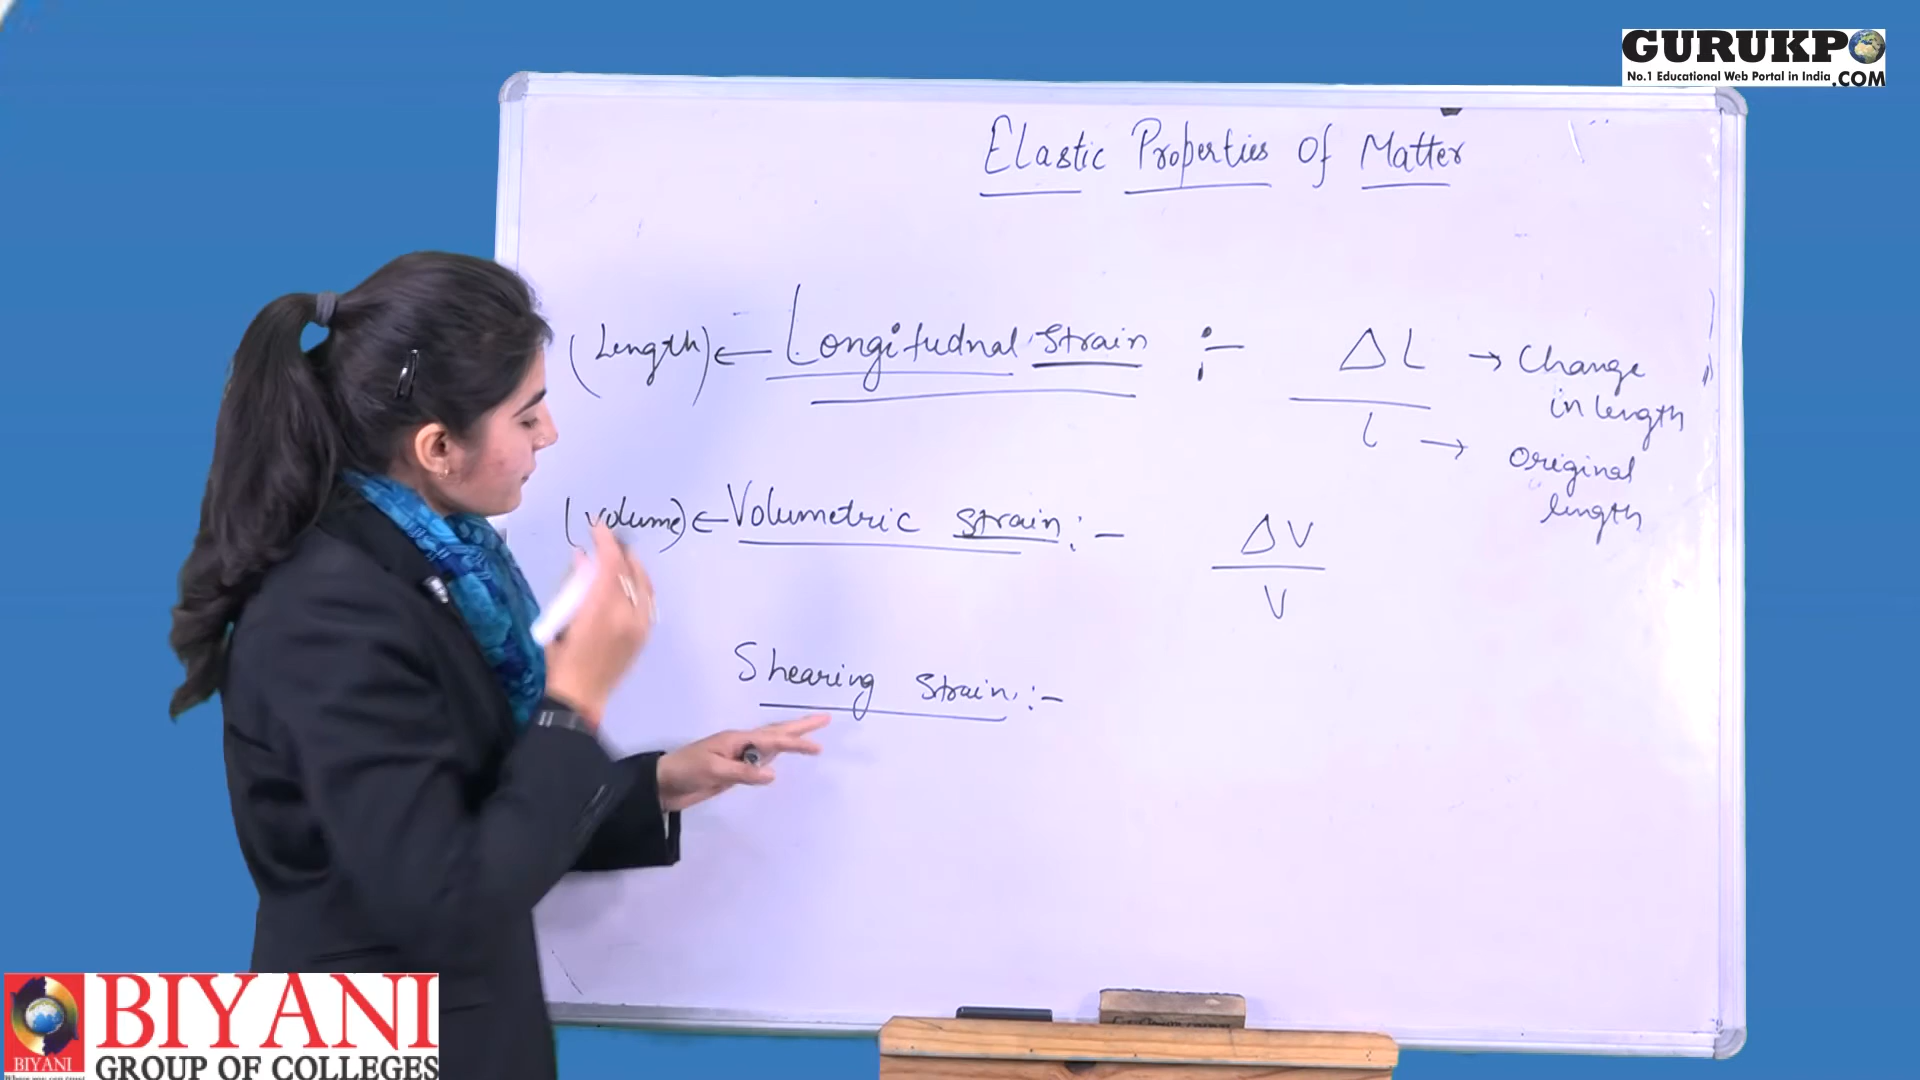 GURUKPO
No.1 Educational Web Portal in India .COM
Elastic Properties Of Matter
(Length) ← Longitudnal Strain :- ΔL → Change in length
l → Original length
(Volume) ← Volumetric Strain :- ΔV
V
Shearing Strain :-
BIYANI
GROUP OF COLLEGES
BIYANI